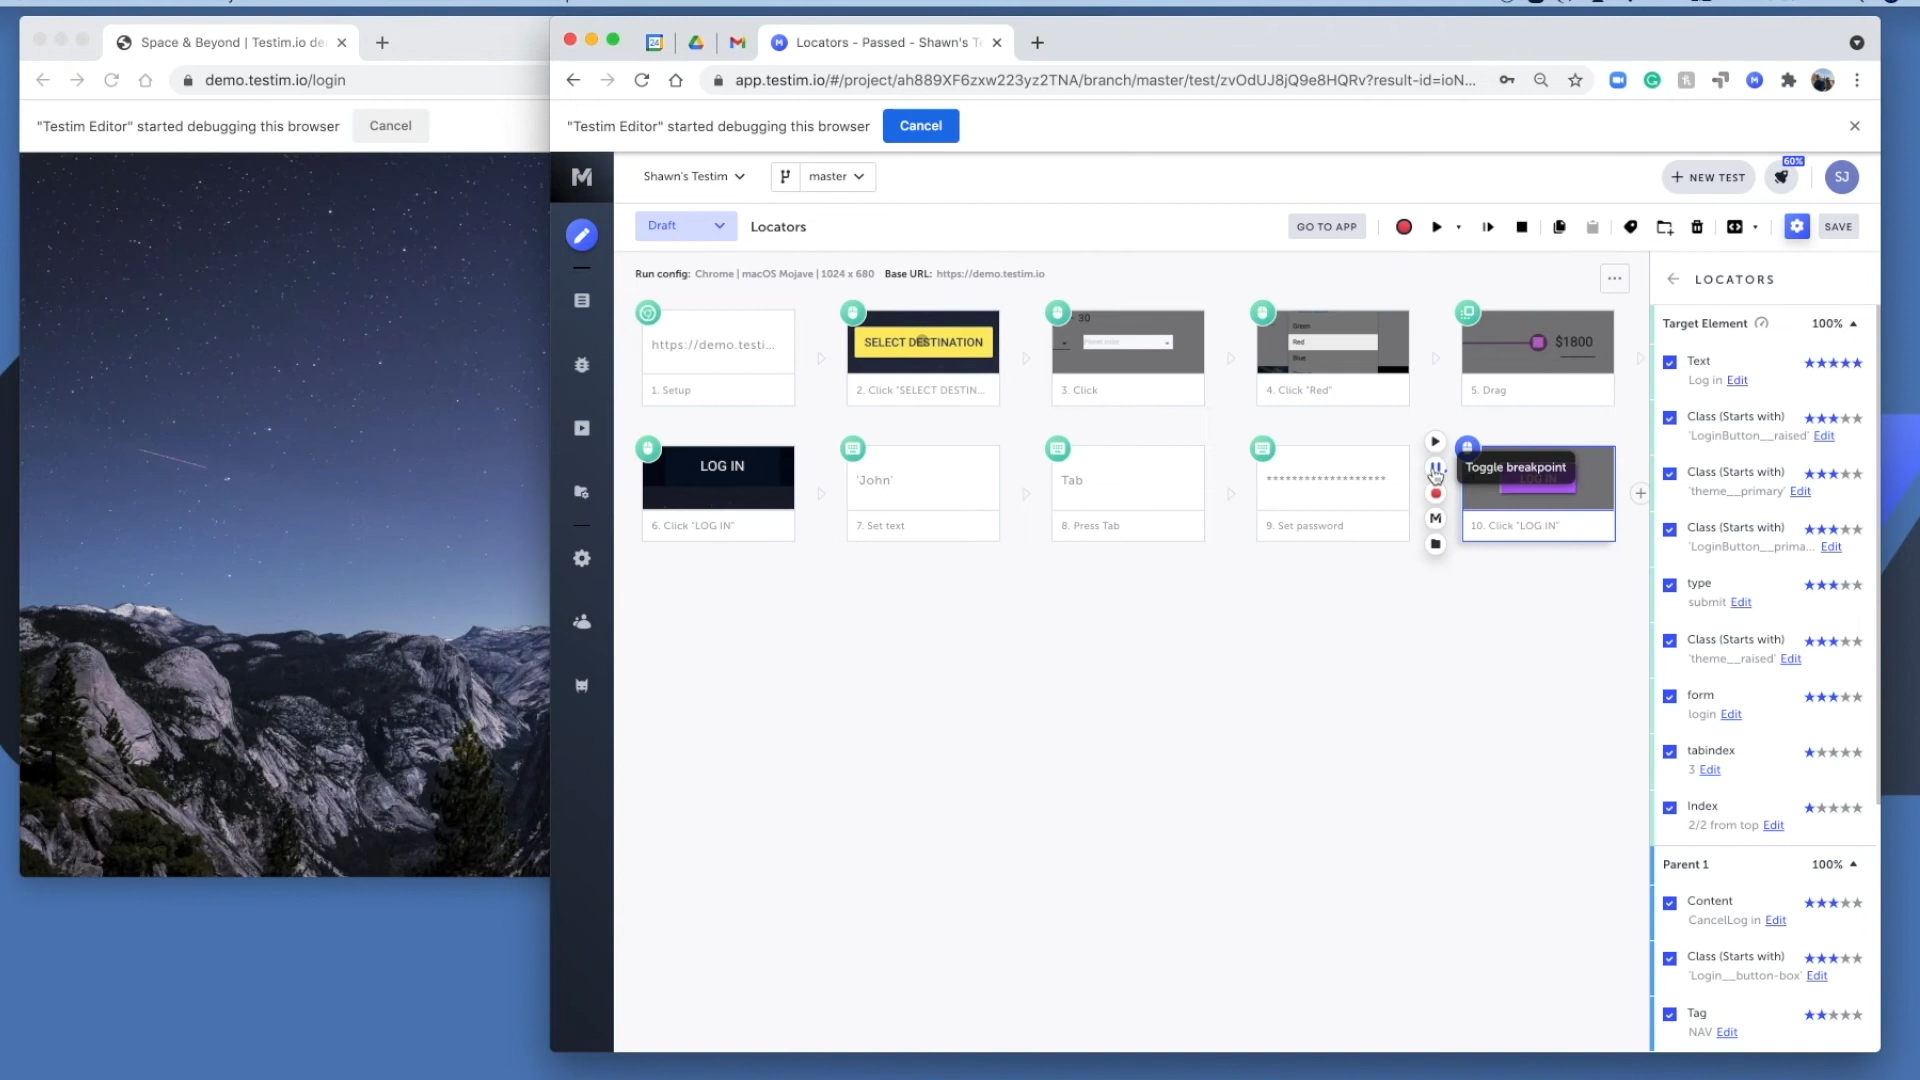 Space & Beyond | Testim.io de
demo.testim.io/login
"Testim Editor" started debugging this browser
Cancel
Locators - Passed - Shawn's Te
app.testim.io/#/project/ah889XF6zxw223yz2TNA/branch/master/test/zvOdUJ8jQ9e8HQRv?result-id=ioN...
"Testim Editor" started debugging this browser
Cancel
Shawn's Testim
master
NEW TEST
60%
SJ
Draft
Locators
GO TO APP
SAVE
Run config: Chrome | macOS Mojave | 1024 x 680 Base URL: https://demo.testim.io
https://demo.testi...
1. Setup
SELECT DESTINATION
2. Click "SELECT DESTIN...
- 30
3. Click
Green
Red
Blue
4. Click "Red"
$1800
5. Drag
LOG IN
6. Click "LOG IN"
'John'
7. Set text
Tab
8. Press Tab
*******************
9. Set password
Toggle breakpoint
LOG IN
10. Click "LOG IN"
LOCATORS
Target Element 100%
Text
Log in Edit
Class (Starts with)
'LoginButton__raised' Edit
Class (Starts with)
'theme__primary' Edit
Class (Starts with)
'LoginButton__prima... Edit
type
submit Edit
Class (Starts with)
'theme__raised' Edit
form
login Edit
tabindex
3 Edit
Index
2/2 from top Edit
Parent 1 100%
Content
CancelLog in Edit
Class (Starts with)
'Login__button-box' Edit
Tag
NAV Edit